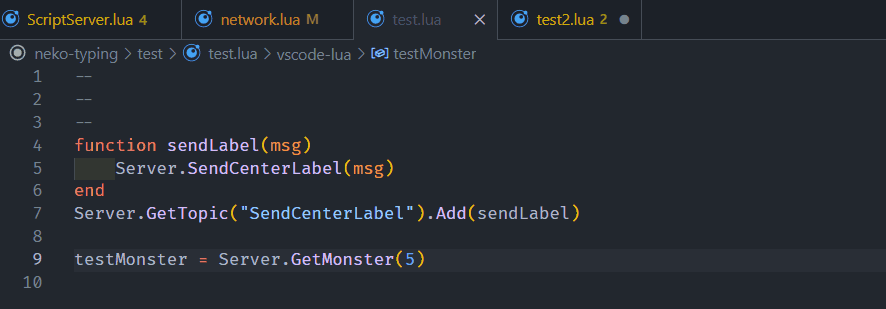 ScriptServer.lua 4 network.lua M test.lua × test2.lua 2 ●
neko-typing > test > test.lua > vscode-lua > testMonster
1 --
2 --
3 --
4 function sendLabel(msg)
5 Server.SendCenterLabel(msg)
6 end
7 Server.GetTopic("SendCenterLabel").Add(sendLabel)
8
9 testMonster = Server.GetMonster(5)
10